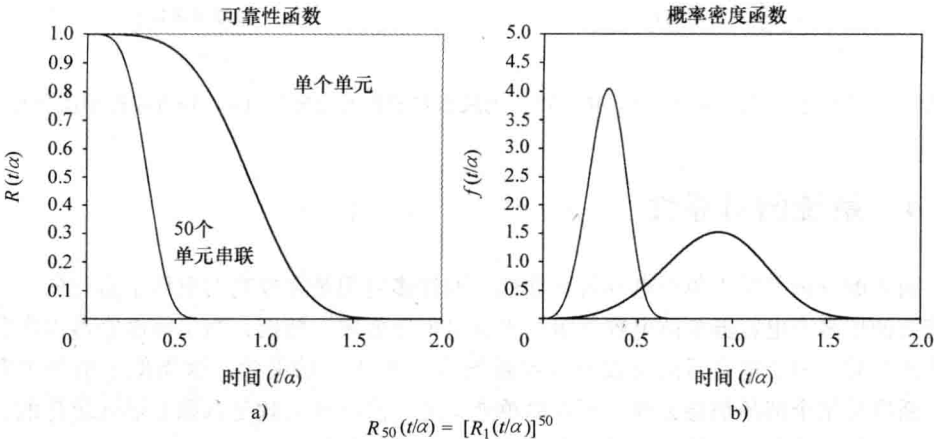 可靠性函数
1.0
0.9
0.8
0.7
0.6
0.5
0.4
0.3
0.2
0.1
0
0.5
1.0
1.5
2.0
R (t/α)
单个单元
50个
单元串联
时间 (t/α)
a)
概率密度函数
5.0
4.5
4.0
3.5
3.0
2.5
2.0
1.5
1.0
5.0
0
0.5
1.0
1.5
2.0
f (t/α)
时间 (t/α)
b)
R₅₀ (t/α) = [R₁(t/α)]⁵⁰